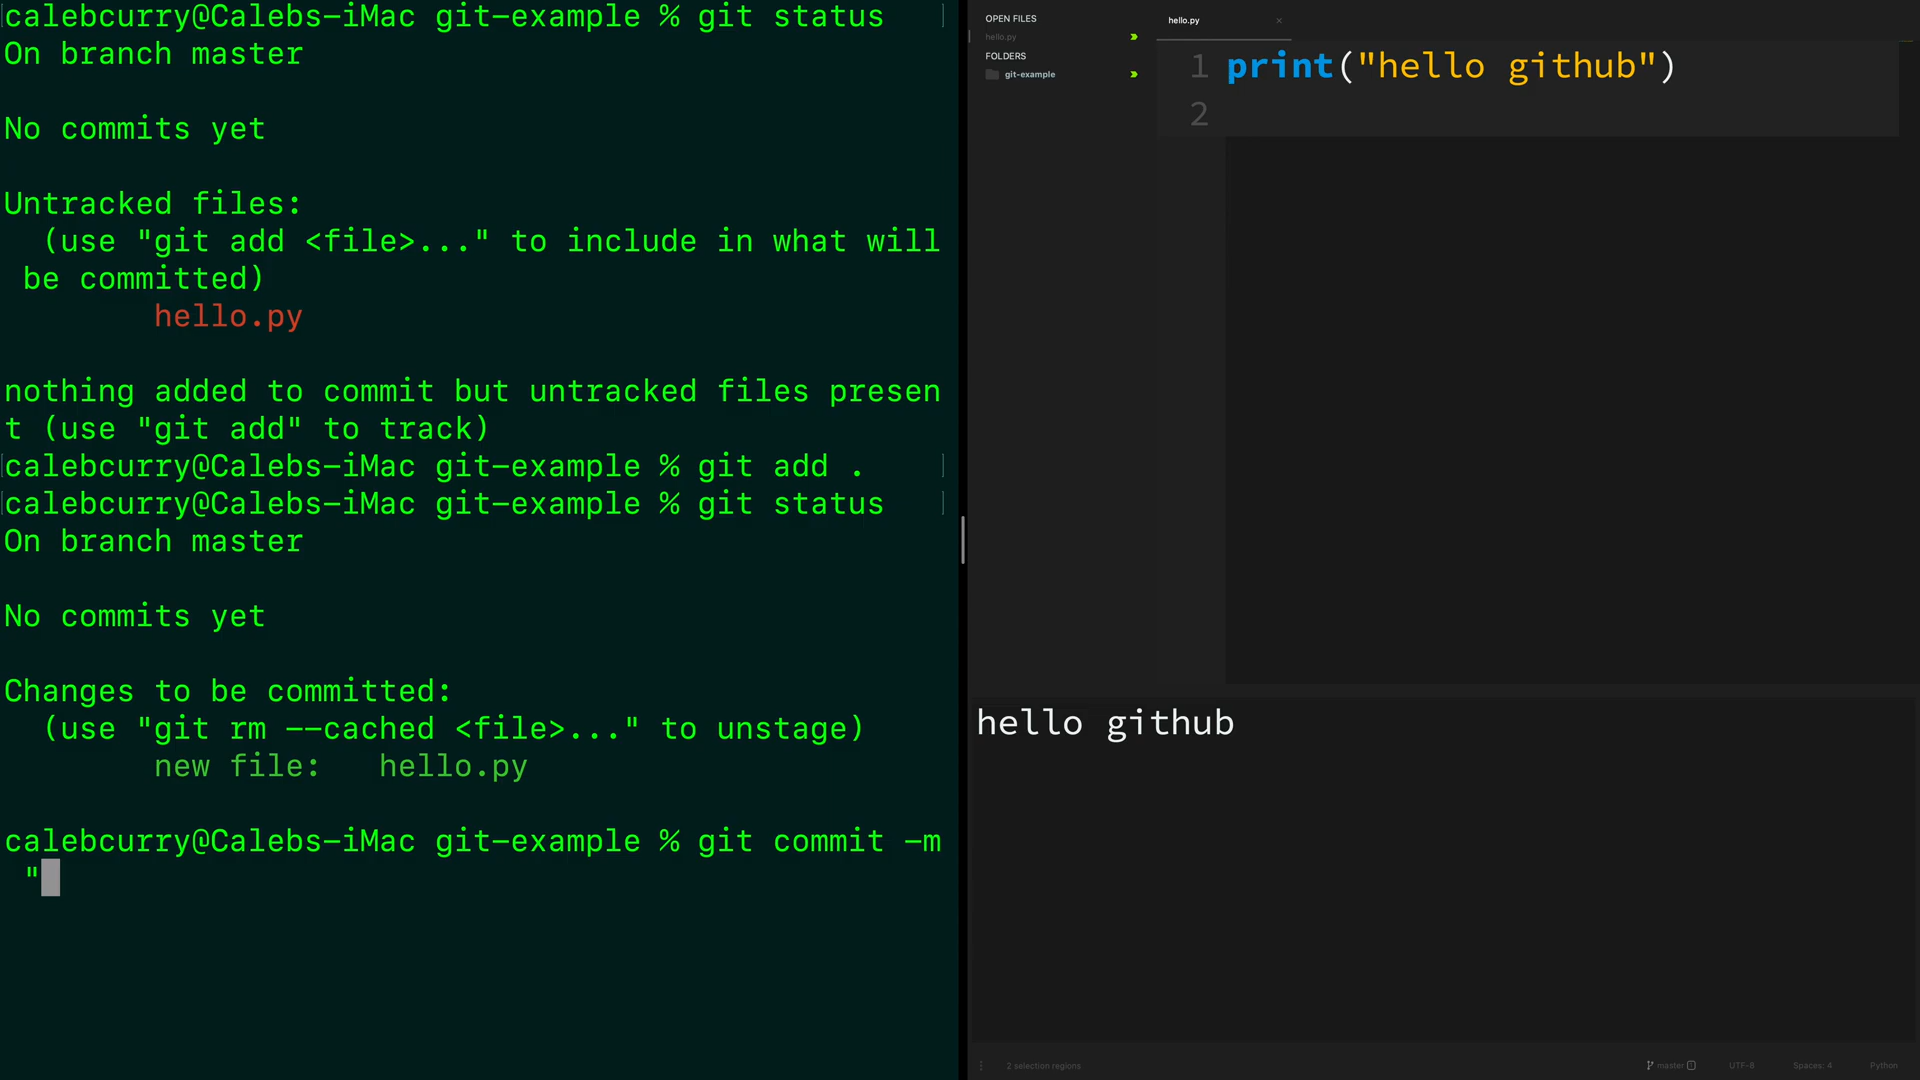 calebcurry@Calebs-iMac git-example % git status
On branch master
No commits yet
Untracked files:
(use "git add <file>..." to include in what will
be committed)
hello.py
nothing added to commit but untracked files presen
t (use "git add" to track)
calebcurry@Calebs-iMac git-example % git add .
calebcurry@Calebs-iMac git-example % git status
On branch master
No commits yet
Changes to be committed:
(use "git rm --cached <file>..." to unstage)
new file:   hello.py
calebcurry@Calebs-iMac git-example % git commit -m
"
OPEN FILES
hello.py
FOLDERS
git-example
hello.py
1 print("hello github")
2
hello github
2 selection regions
master 1
UTF-8
Spaces: 4
Python